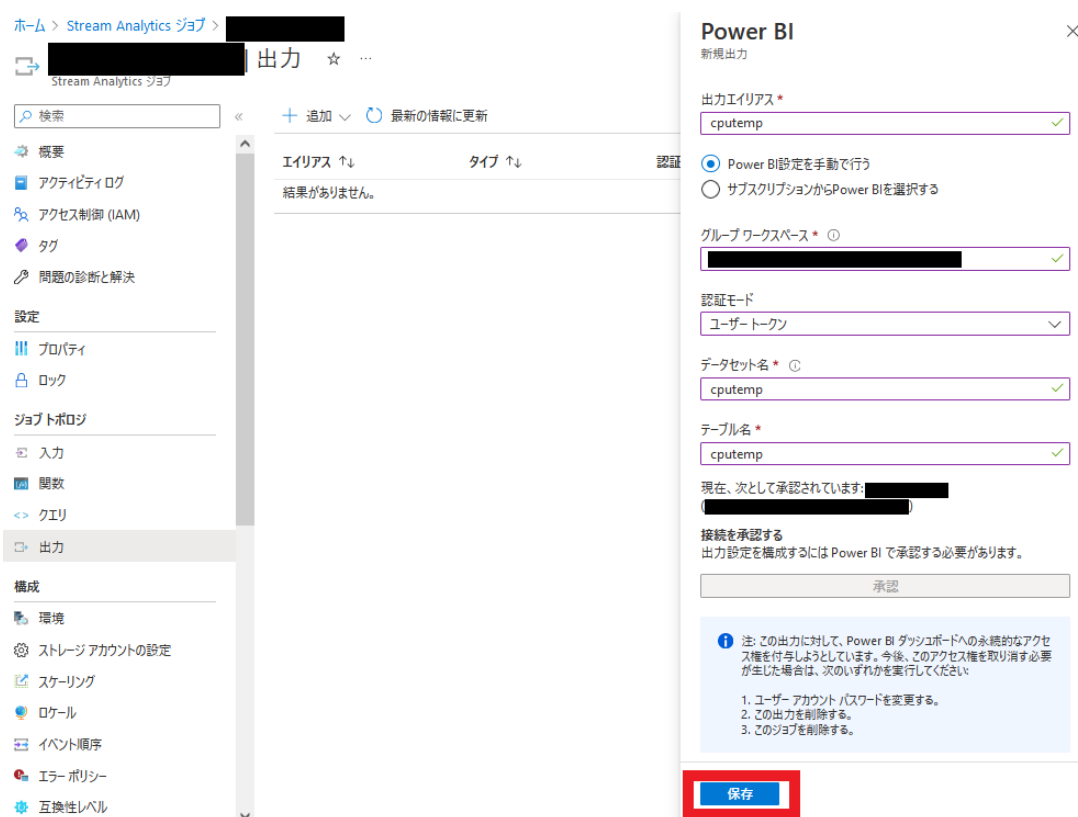 ホーム > Stream Analytics ジョブ >
| 出力 ☆ …
Stream Analytics ジョブ
検索 «
概要
アクティビティ ログ
アクセス制御 (IAM)
タグ
問題の診断と解決
設定
プロパティ
ロック
ジョブ トポロジ
入力
関数
クエリ
出力
構成
環境
ストレージ アカウントの設定
スケーリング
ロケール
イベント順序
エラー ポリシー
互換性レベル
追加 最新の情報に更新
エイリアス ↑↓ タイプ ↑↓ 認証
結果がありません。
Power BI
新規出力
出力エイリアス *
cputemp
Power BI設定を手動で行う
サブスクリプションからPower BIを選択する
グループ ワークスペース *
認証モード
ユーザー トークン
データセット名 *
cputemp
テーブル名 *
cputemp
現在、次として承認されています:
( )
接続を承認する
出力設定を構成するには Power BI で承認する必要があります。
承認
注: この出力に対して、Power BI ダッシュボードへの永続的なアクセ
ス権を付与しようとしています。今後、このアクセス権を取り消す必要
が生じた場合は、次のいずれかを実行してください:
1. ユーザー アカウント パスワードを変更する。
2. この出力を削除する。
3. このジョブを削除する。
保存